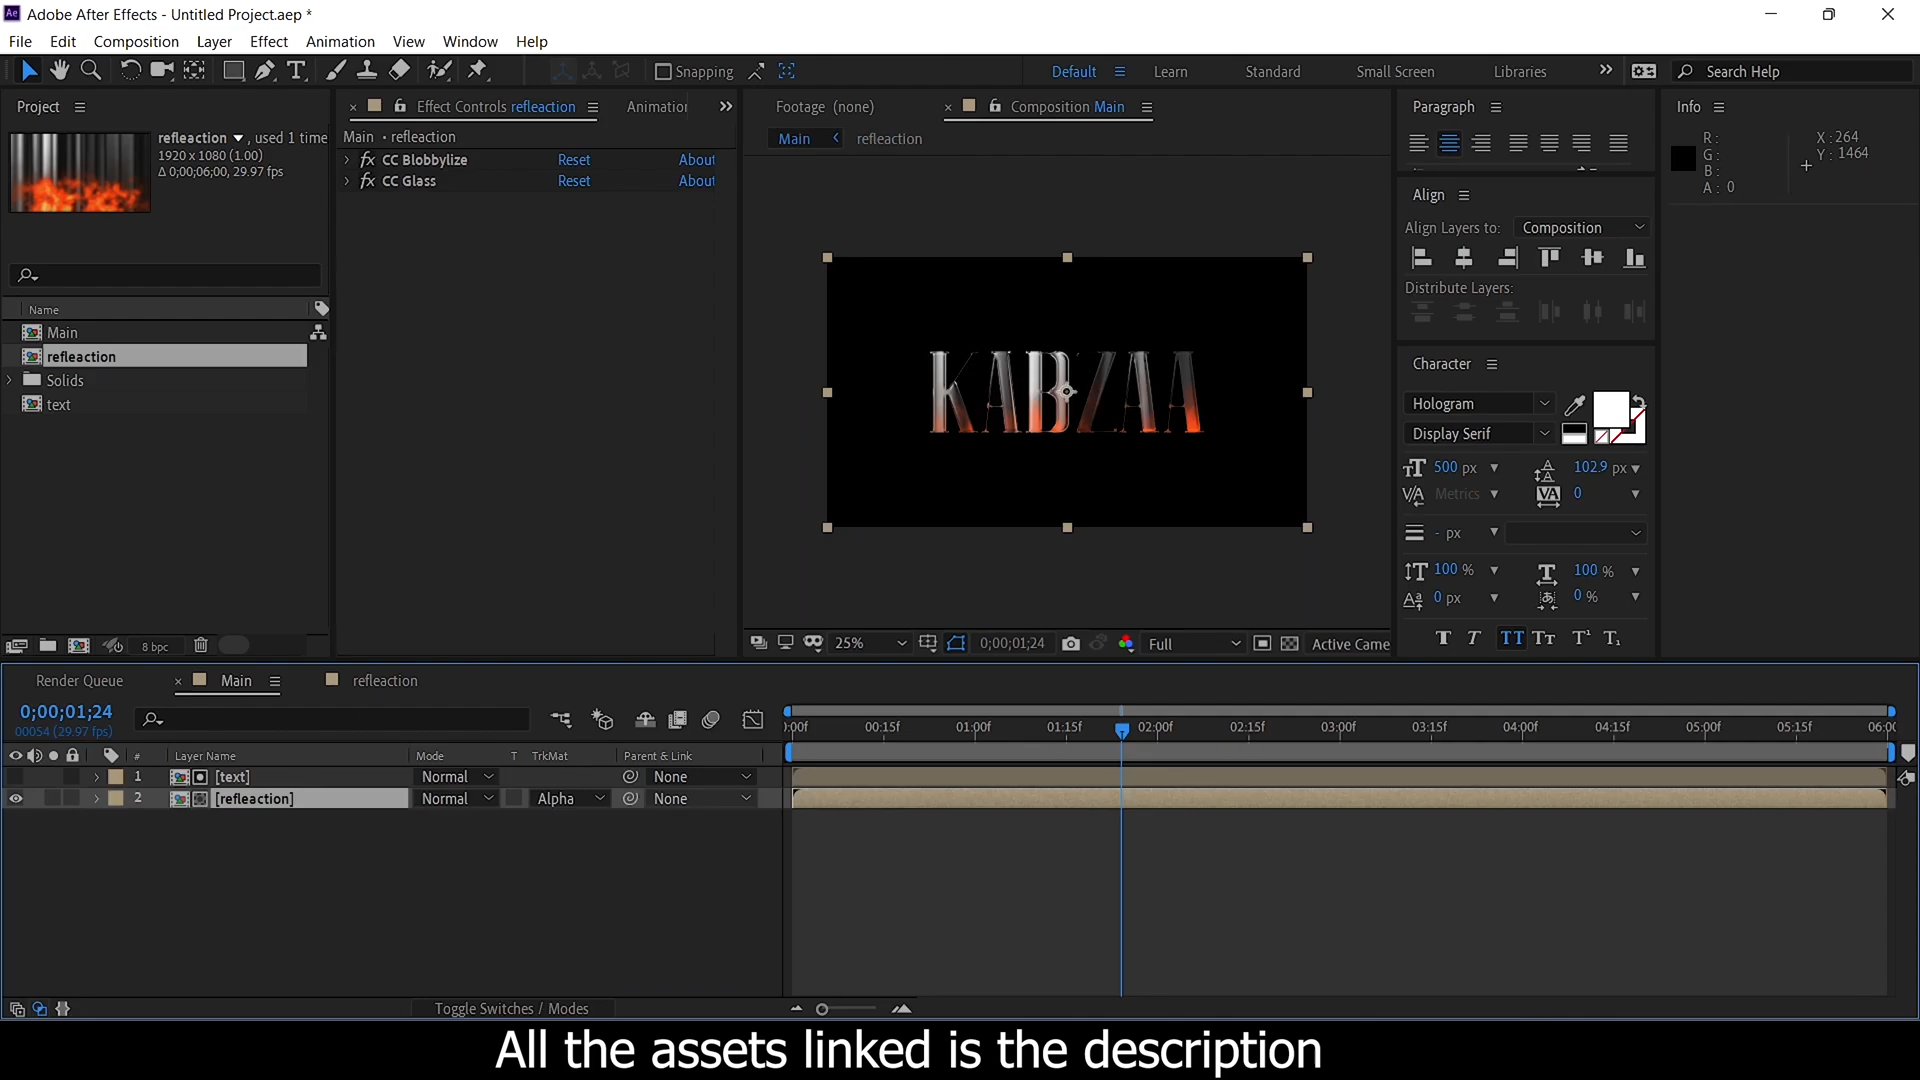 Adobe After Effects - Untitled Project.aep *
File Edit Composition Layer Effect Animation View Window Help
Snapping Default Learn Standard Small Screen Libraries Search Help
Project
Effect Controls refleaction
Animation
Footage (none)
Composition Main
Paragraph
Info
refleaction , used 1 time
1920 x 1080 (1.00)
Δ 0;00;06;00, 29.97 fps
Main • refleaction
fx CC Blobbylize Reset About
fx CC Glass Reset About
Main refleaction
R:
G:
B:
A: 0
X : 264
Y : 1464
Align
Align Layers to: Composition
Distribute Layers:
Name
Main
refleaction
Solids
text
KABZAA
Character
Hologram
Display Serif
500 px 102.9 px
Metrics 0
- px
100 % 100 %
0 px 0 %
T T TT Tт T¹ T₁
8 bpc
25% 0;00;01;24 Full Active Came
Render Queue Main refleaction
0;00;01;24
00054 (29.97 fps)
):00f 00:15f 01:00f 01:15f 02:00f 02:15f 03:00f 03:15f 04:00f 04:15f 05:00f 05:15f 06:00
# Layer Name Mode T TrkMat Parent & Link
1 [text] Normal None
2 [refleaction] Normal Alpha None
Toggle Switches / Modes
All the assets linked is the description